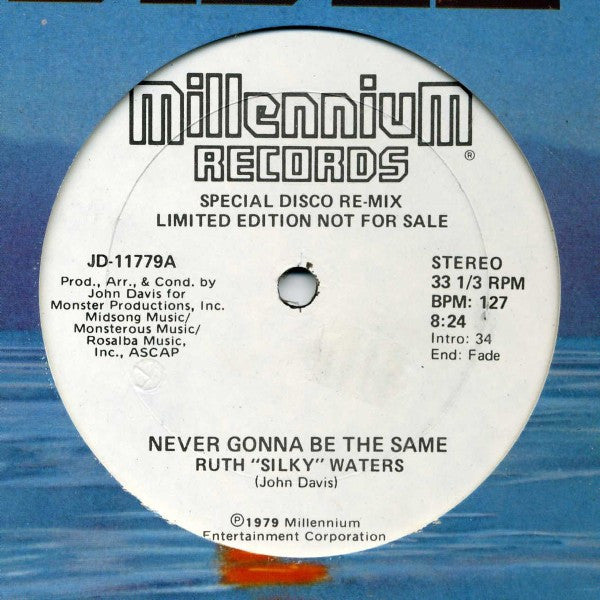 millennium
RECORDS ®
SPECIAL DISCO RE-MIX
LIMITED EDITION NOT FOR SALE
JD-11779A
Prod., Arr., & Cond. by
John Davis for
Monster Productions, Inc.
Midsong Music/
Monsterous Music/
Rosalba Music,
Inc., ASCAP
STEREO
33 1/3 RPM
BPM: 127
8:24
Intro: 34
End: Fade
NEVER GONNA BE THE SAME
RUTH "SILKY" WATERS
(John Davis)
℗1979 Millennium
Entertainment Corporation